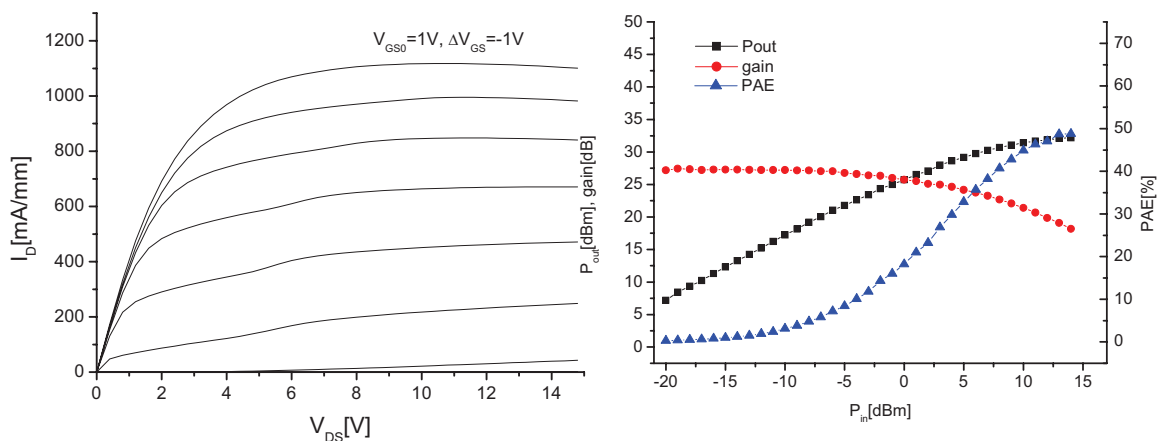 V_GS0=1V, ΔV_GS=-1V
1200
1000
800
600
400
200
0
I_D[mA/mm]
0 2 4 6 8 10 12 14
V_DS[V]
Pout
gain
PAE
50
45
40
35
30
25
20
15
10
5
0
P_out[dBm], gain[dB]
70
60
50
40
30
20
10
0
PAE[%]
-20 -15 -10 -5 0 5 10 15
P_in[dBm]